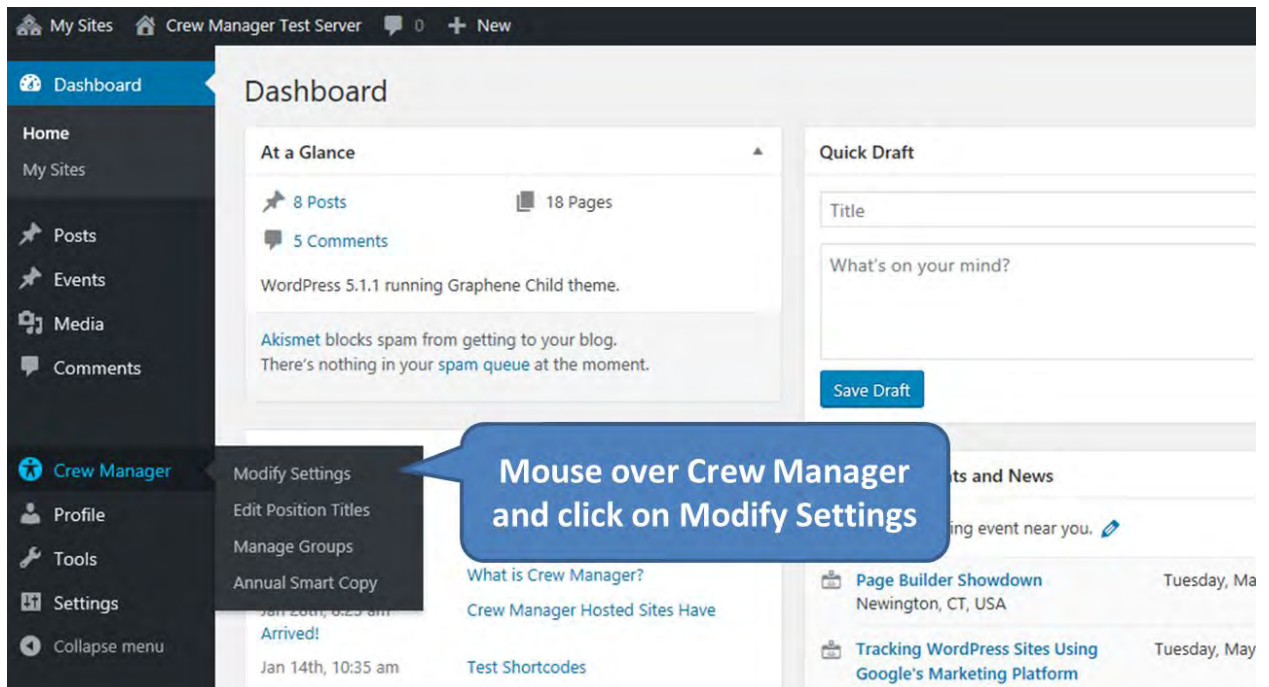 My Sites Crew Manager Test Server 0 + New
Dashboard
Home
My Sites
Posts
Events
Media
Comments
Crew Manager
Profile
Tools
Settings
Collapse menu
Modify Settings
Edit Position Titles
Manage Groups
Annual Smart Copy
Dashboard
At a Glance
8 Posts 18 Pages
5 Comments
WordPress 5.1.1 running Graphene Child theme.
Akismet blocks spam from getting to your blog.
There's nothing in your spam queue at the moment.
Mouse over Crew Manager
and click on Modify Settings
What is Crew Manager?
Crew Manager Hosted Sites Have
Arrived!
Jan 14th, 10:35 am Test Shortcodes
Quick Draft
Title
What's on your mind?
Save Draft
and News
event near you.
Page Builder Showdown Tuesday, Ma
Newington, CT, USA
Tracking WordPress Sites Using Tuesday, May
Google's Marketing Platform